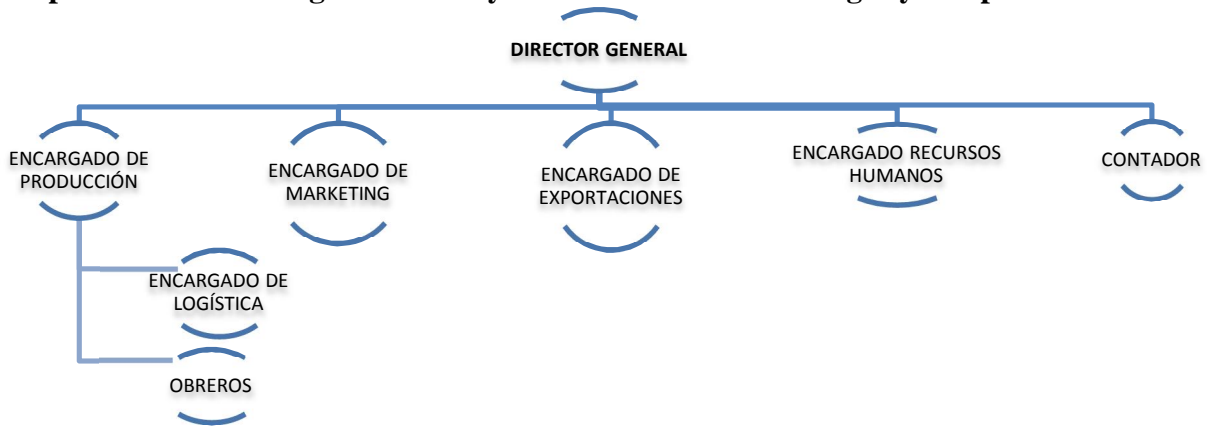 DIRECTOR GENERAL
ENCARGADO DE
PRODUCCIÓN
ENCARGADO DE
MARKETING
ENCARGADO DE
EXPORTACIONES
ENCARGADO RECURSOS
HUMANOS
CONTADOR
ENCARGADO DE
LOGÍSTICA
OBREROS